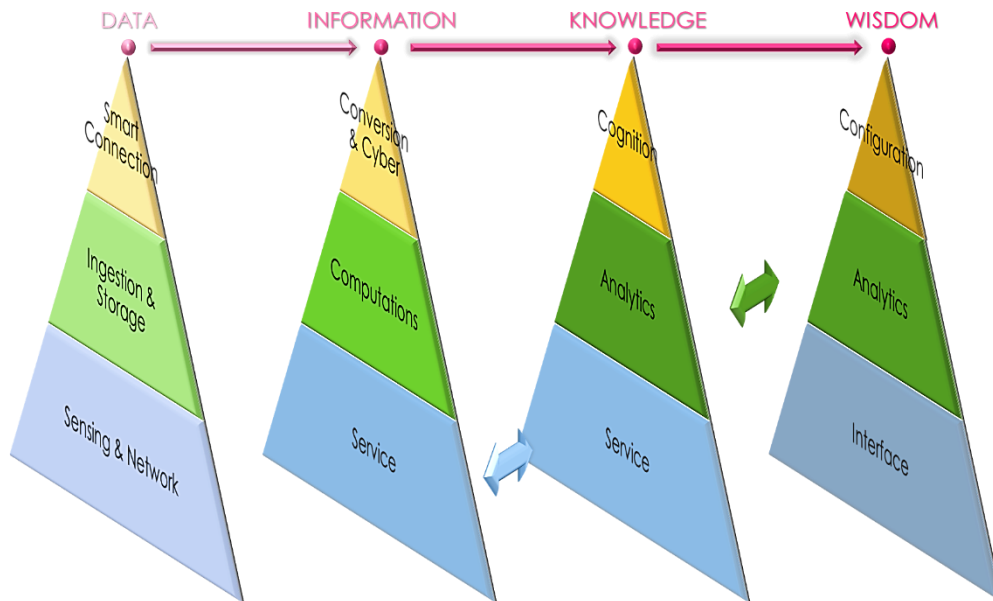 DATA
INFORMATION
KNOWLEDGE
WISDOM
Smart
Connection
Conversion
& Cyber
Cognition
Configuration
Ingestion &
Storage
Computations
Analytics
Analytics
Sensing & Network
Service
Service
Interface